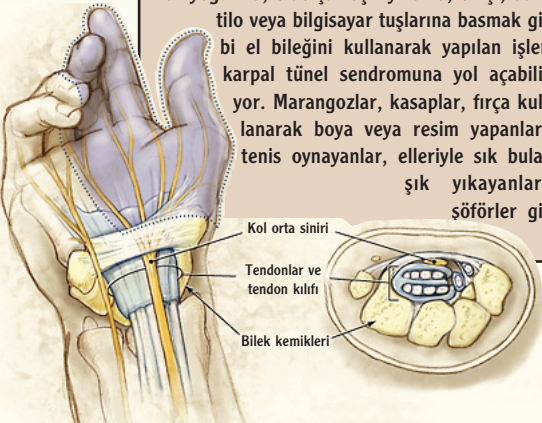 tilo veya bilgisayar tuşlarına basmak gi
bi el bileğini kullanarak yapılan işler
karpal tünel sendromuna yol açabili
yor. Marangozlar, kasaplar, fırça kul
lanarak boya veya resim yapanlar
tenis oynayanlar, elleriyle sık bula
şık yıkayanlar
şöförler gi
Kol orta siniri
Tendonlar ve
tendon kılıfı
Bilek kemikleri